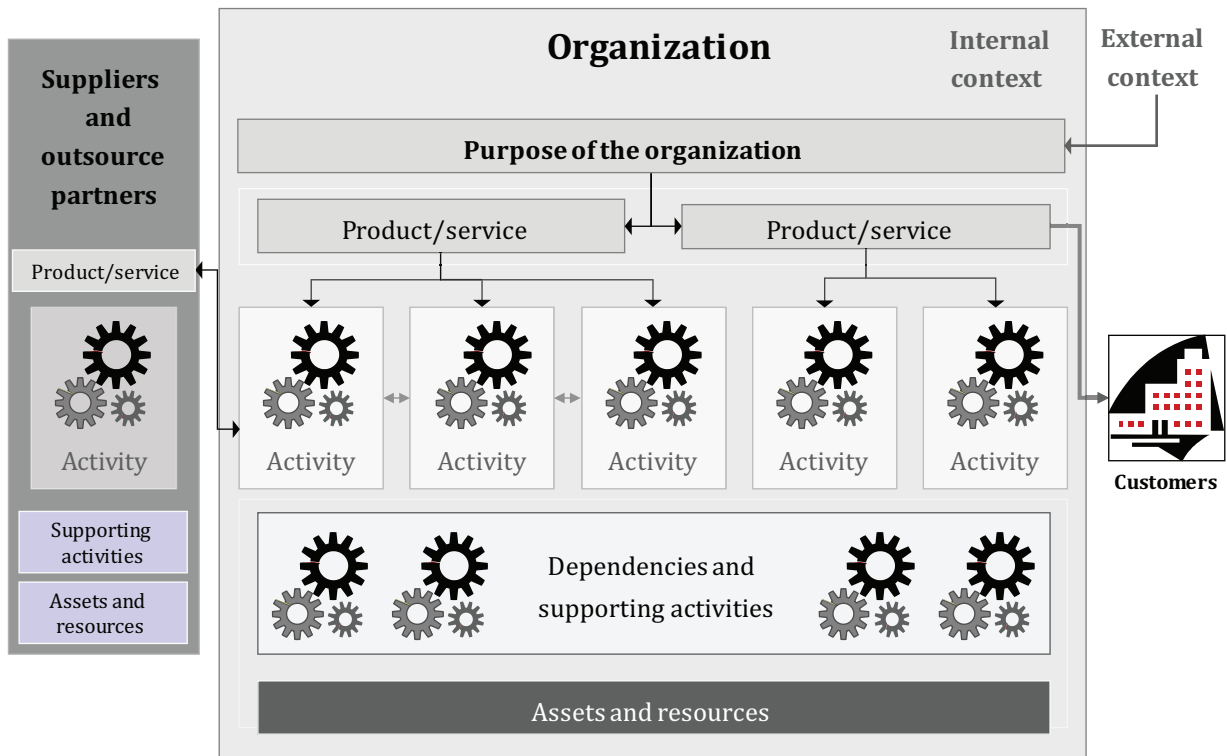 Organization
Internal
context
External
context
Suppliers
and
outsource
partners
Purpose of the organization
Product/service
Product/service
Product/service
Activity
Activity
Activity
Activity
Activity
Activity
Customers
Supporting
activities
Assets and
resources
Dependencies and
supporting activities
Assets and resources